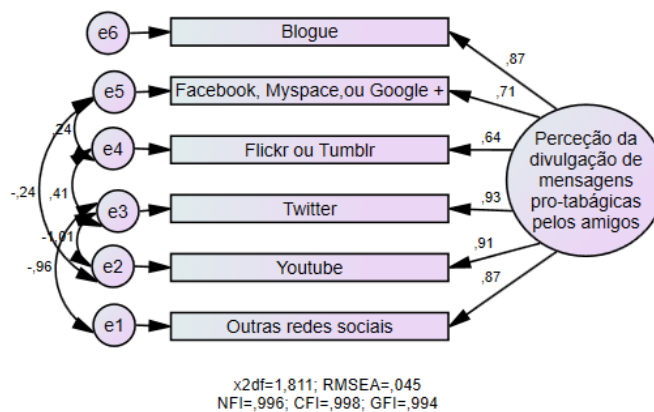 e6
Blogue
,87
e5
Facebook, Myspace,ou Google +
,71
,24
e4
Flickr ou Tumblr
,64
Perceção da
divulgação de
mensagens
pro-tabágicas
pelos amigos
-,24
,41
e3
Twitter
,93
-1,01
-,96
e2
Youtube
,91
e1
Outras redes sociais
,87
x2df=1,811; RMSEA=,045
NFI=,996; CFI=,998; GFI=,994